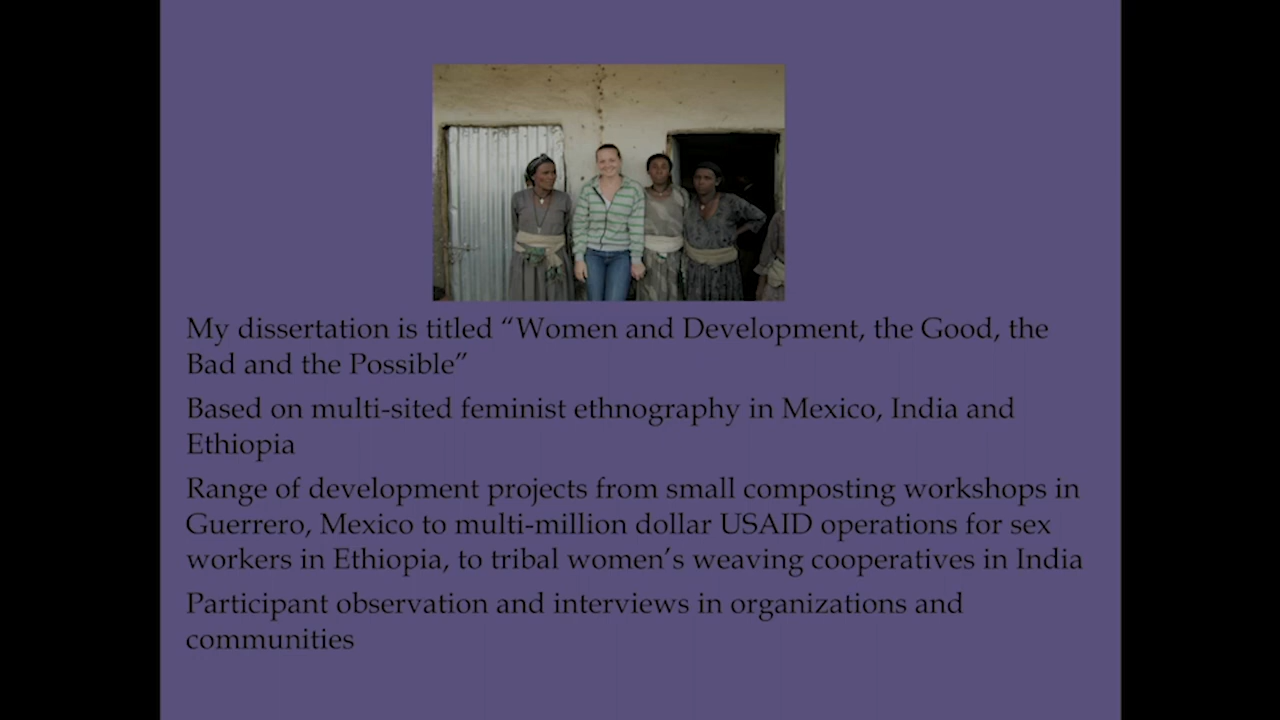 My dissertation is titled “Women and Development, the Good, the
Bad and the Possible”
Based on multi-sited feminist ethnography in Mexico, India and
Ethiopia
Range of development projects from small composting workshops in
Guerrero, Mexico to multi-million dollar USAID operations for sex
workers in Ethiopia, to tribal women’s weaving cooperatives in India
Participant observation and interviews in organizations and
communities